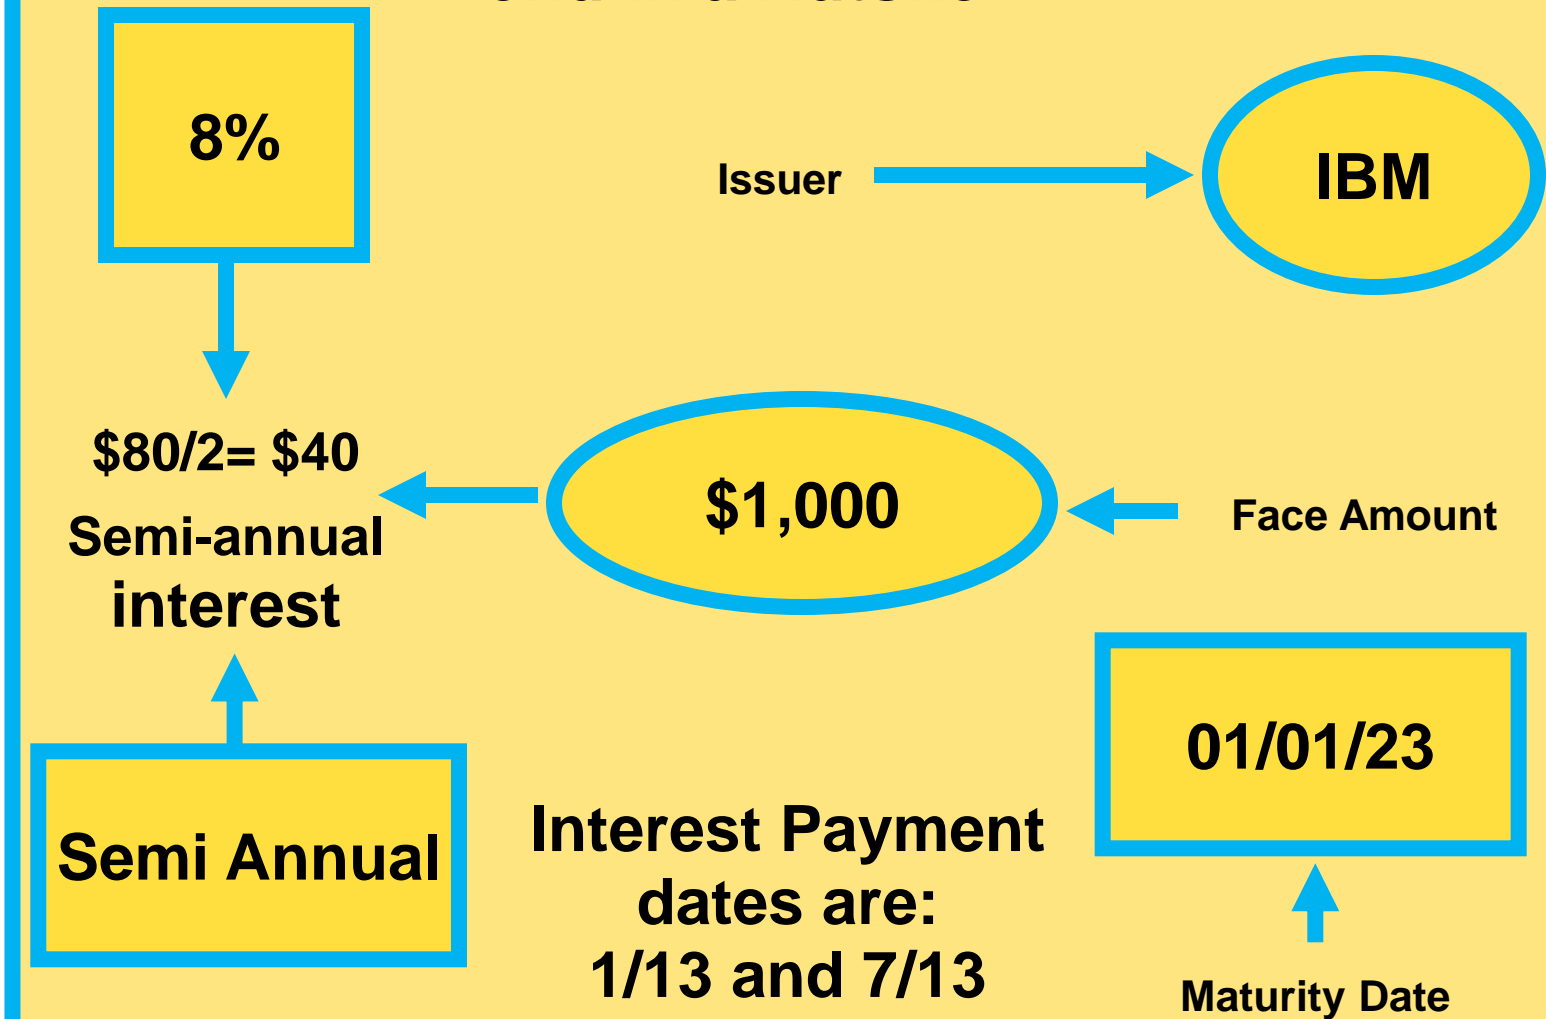 8%
Issuer
IBM
$80/2= $40
Semi-annual
interest
$1,000
Face Amount
01/01/23
Semi Annual
Interest Payment
dates are:
1/13 and 7/13
Maturity Date